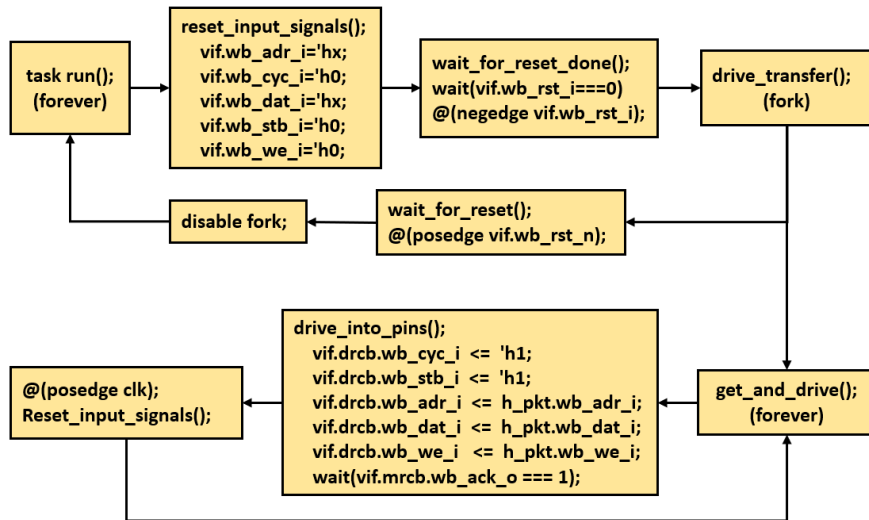 task run();
(forever)
reset_input_signals();
vif.wb_adr_i='hx;
vif.wb_cyc_i='h0;
vif.wb_dat_i='hx;
vif.wb_stb_i='h0;
vif.wb_we_i='h0;
wait_for_reset_done();
wait(vif.wb_rst_i===0)
@(negedge vif.wb_rst_i);
drive_transfer();
(fork)
disable fork;
wait_for_reset();
@(posedge vif.wb_rst_n);
drive_into_pins();
vif.drcb.wb_cyc_i <= 'h1;
vif.drcb.wb_stb_i <= 'h1;
vif.drcb.wb_adr_i <= h_pkt.wb_adr_i;
vif.drcb.wb_dat_i <= h_pkt.wb_dat_i;
vif.drcb.wb_we_i <= h_pkt.wb_we_i;
wait(vif.mrcb.wb_ack_o === 1);
@(posedge clk);
Reset_input_signals();
get_and_drive();
(forever)